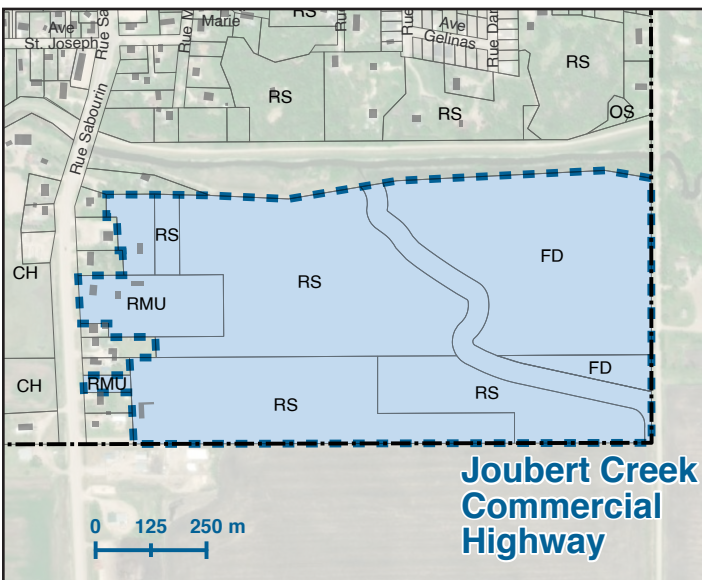 RS
Marie
Ave
St. Joseph
Rue Sabourin
Ave
Gelinas
RS
RS
RS
OS
CH
RS
RS
FD
RMU
CH
RMU
RS
RS
FD
Joubert Creek
Commercial
Highway
0 125 250 m